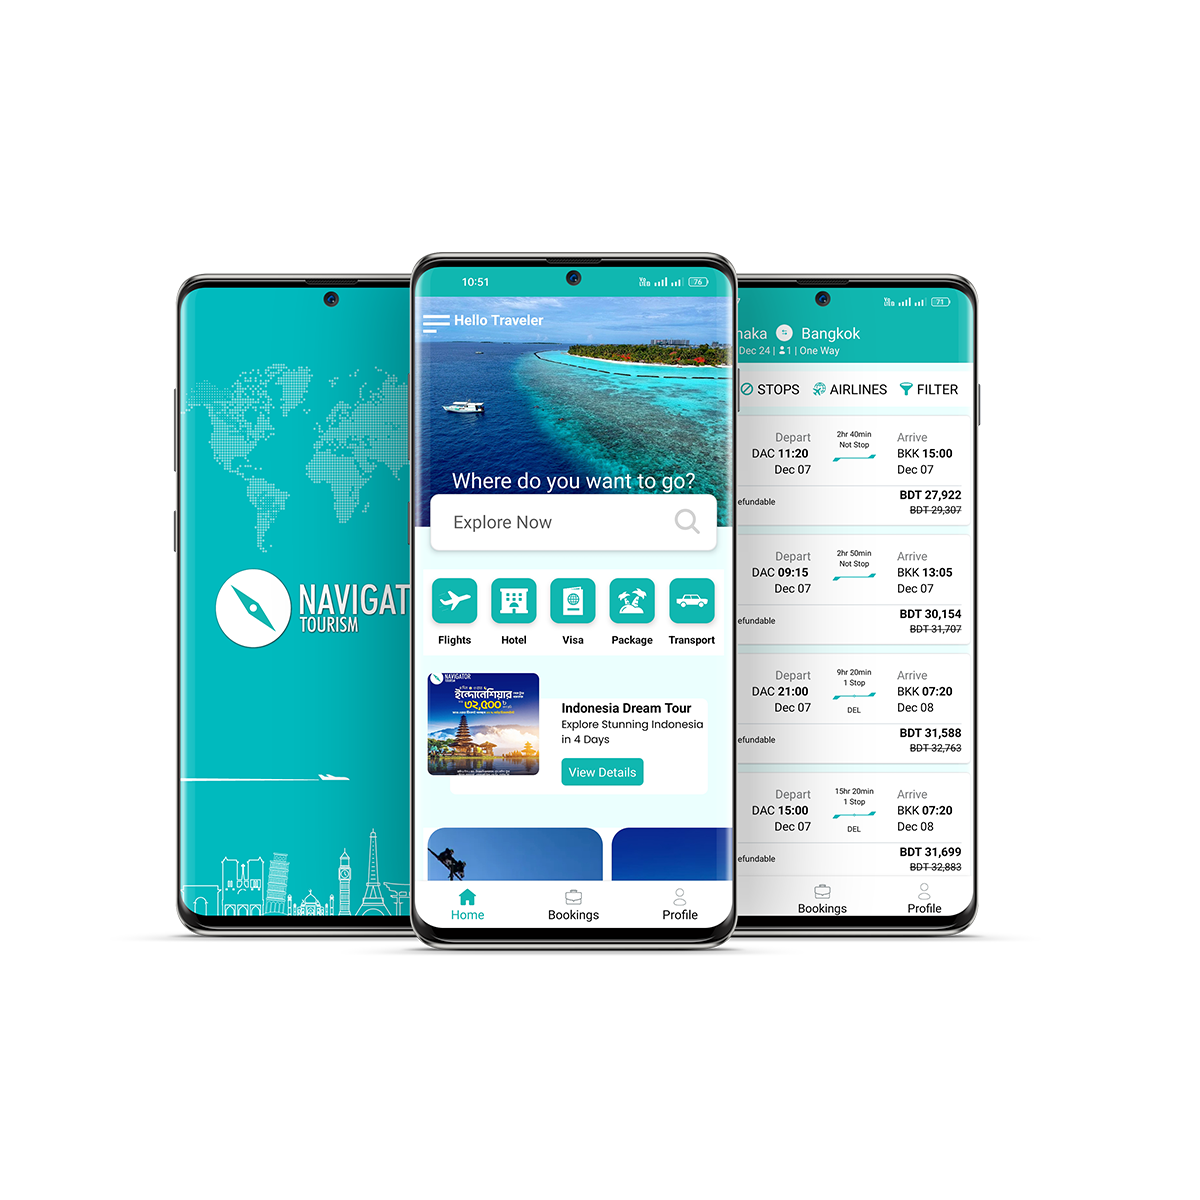 NAVIGAT
TOURISM
10:51
76
Hello Traveler
Where do you want to go?
Explore Now
Flights
Hotel
Visa
Package
Transport
NAVIGATOR
TOURISM
ইন্দোনেশিয়ার
৩২,৫০০
Indonesia Dream Tour
Explore Stunning Indonesia
in 4 Days
View Details
Home
Bookings
Profile
71
naka Bangkok
Dec 24 | 1 | One Way
STOPS AIRLINES FILTER
Depart 2hr 40min Arrive
DAC 11:20 Not Stop BKK 15:00
Dec 07 Dec 07
efundable BDT 27,922
BDT 29,307
Depart 2hr 50min Arrive
DAC 09:15 Not Stop BKK 13:05
Dec 07 Dec 07
efundable BDT 30,154
BDT 31,707
Depart 9hr 20min Arrive
DAC 21:00 1 Stop BKK 07:20
Dec 07 DEL Dec 08
efundable BDT 31,588
BDT 32,763
Depart 15hr 20min Arrive
DAC 15:00 1 Stop BKK 07:20
Dec 07 DEL Dec 08
efundable BDT 31,699
BDT 32,883
Bookings
Profile